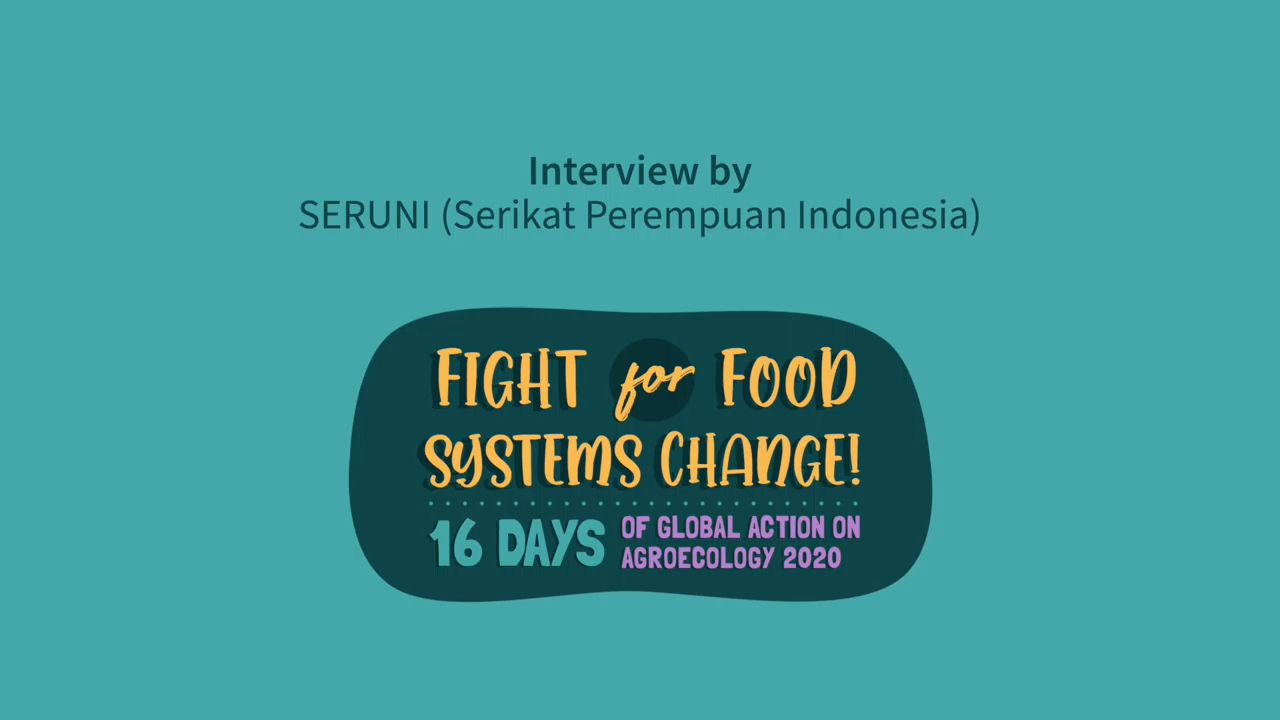 Interview by
SERUNI (Serikat Perempuan Indonesia)
FIGHT for FOOD
SYSTEMS CHANGE!
16 DAYS
OF GLOBAL ACTION ON
AGROECOLOGY 2020